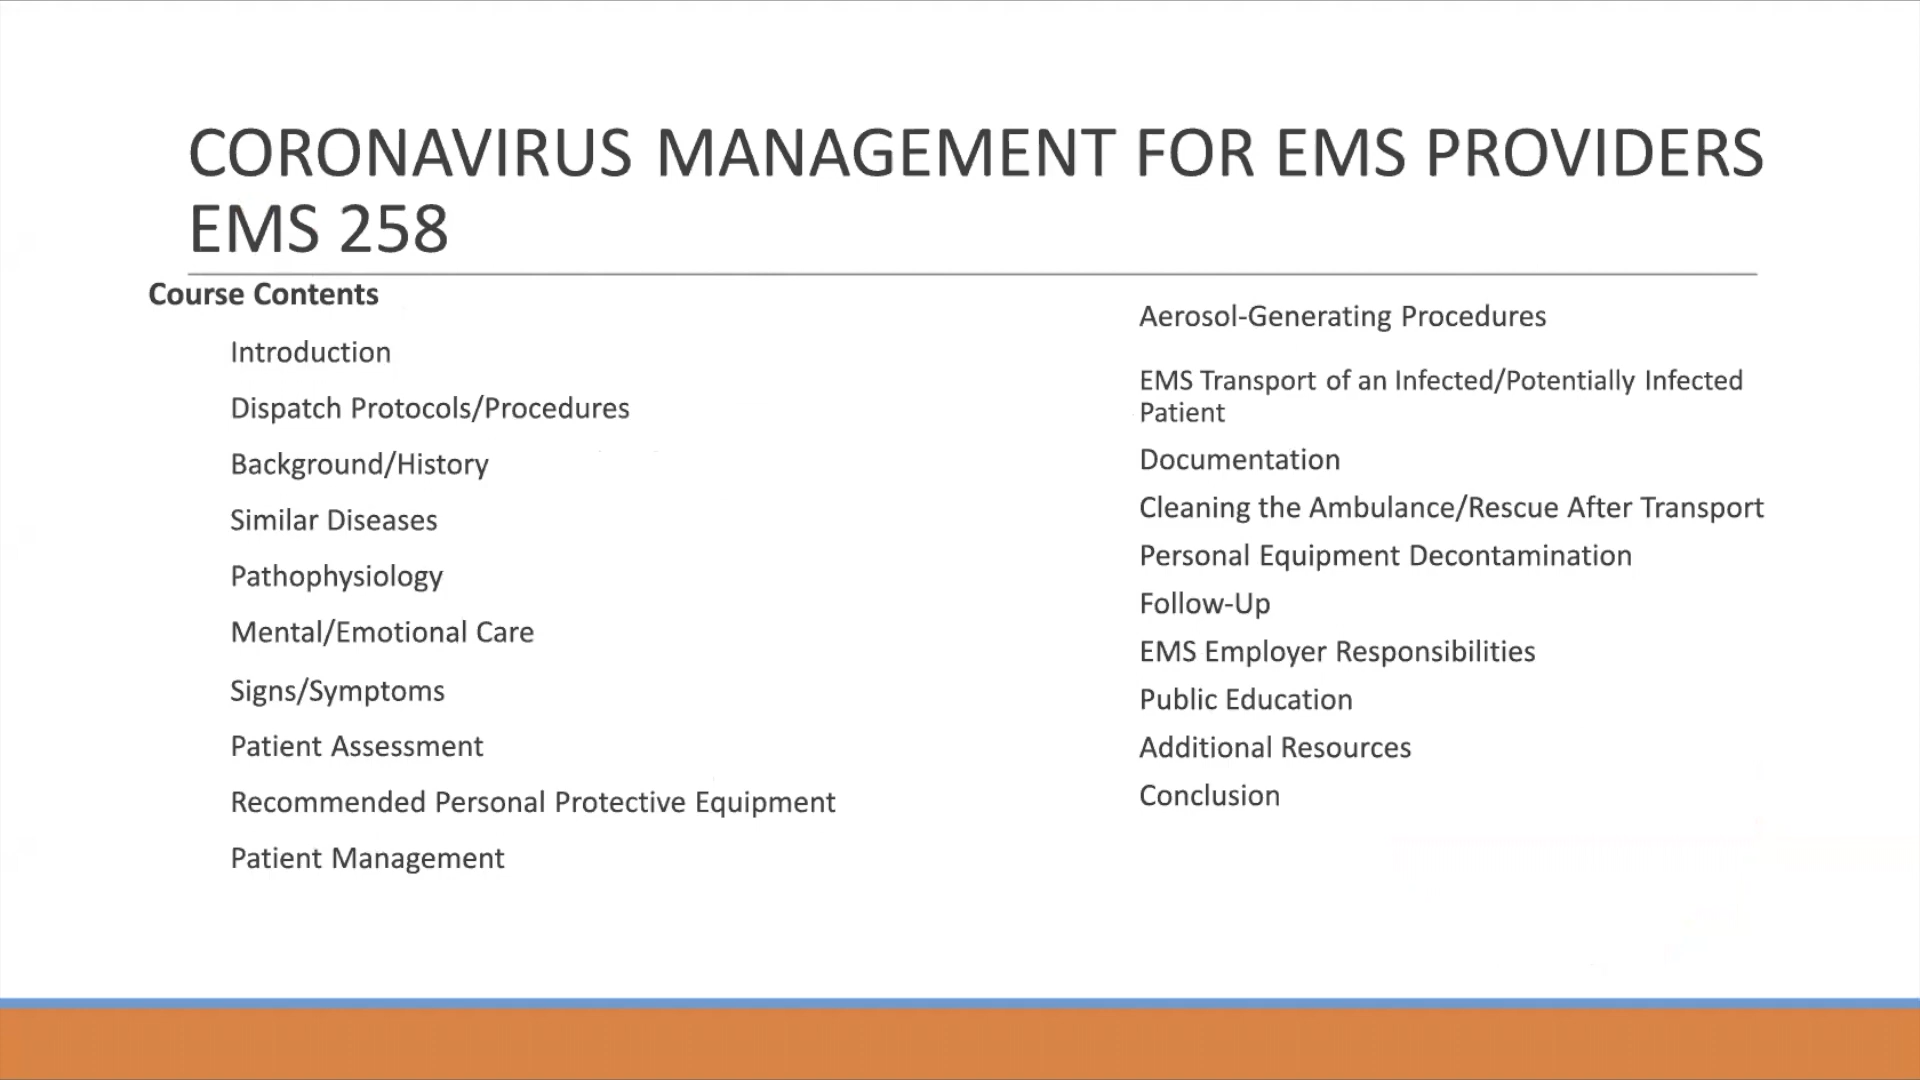 CORONAVIRUS MANAGEMENT FOR EMS PROVIDERS
EMS 258
Course Contents
Introduction
Dispatch Protocols/Procedures
Background/History
Similar Diseases
Pathophysiology
Mental/Emotional Care
Signs/Symptoms
Patient Assessment
Recommended Personal Protective Equipment
Patient Management
Aerosol-Generating Procedures
EMS Transport of an Infected/Potentially Infected
Patient
Documentation
Cleaning the Ambulance/Rescue After Transport
Personal Equipment Decontamination
Follow-Up
EMS Employer Responsibilities
Public Education
Additional Resources
Conclusion